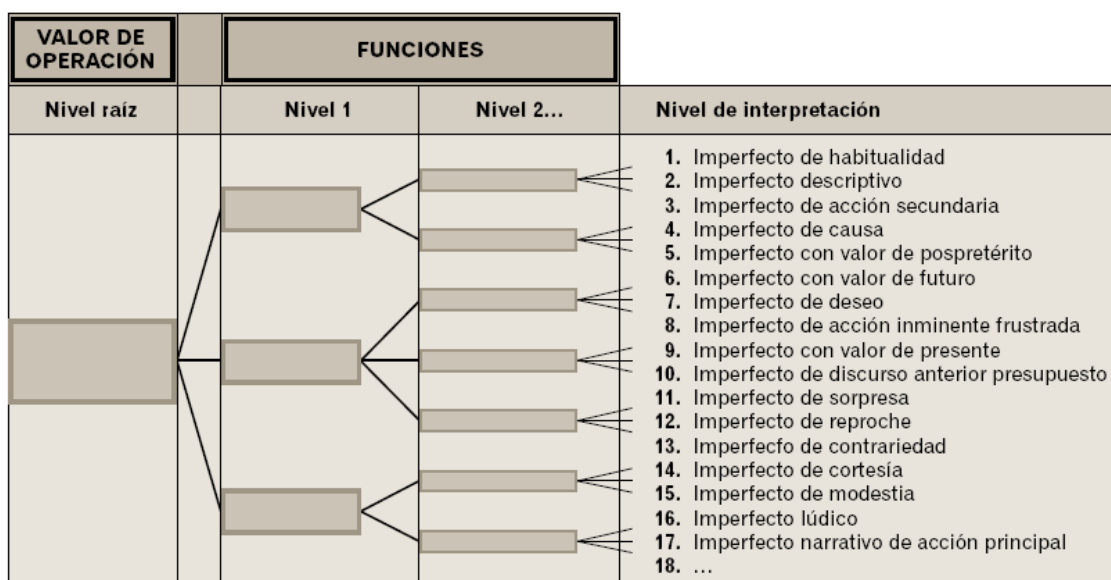 VALOR DE
OPERACIÓN
FUNCIONES
Nivel raíz
Nivel 1
Nivel 2...
Nivel de interpretación
1. Imperfecto de habitualidad
2. Imperfecto descriptivo
3. Imperfecto de acción secundaria
4. Imperfecto de causa
5. Imperfecto con valor de pospretérito
6. Imperfecto con valor de futuro
7. Imperfecto de deseo
8. Imperfecto de acción inminente frustrada
9. Imperfecto con valor de presente
10. Imperfecto de discurso anterior presupuesto
11. Imperfecto de sorpresa
12. Imperfecto de reproche
13. Imperfecfo de contrariedad
14. Imperfecto de cortesía
15. Imperfecto de modestia
16. Imperfecto lúdico
17. Imperfecto narrativo de acción principal
18. ...